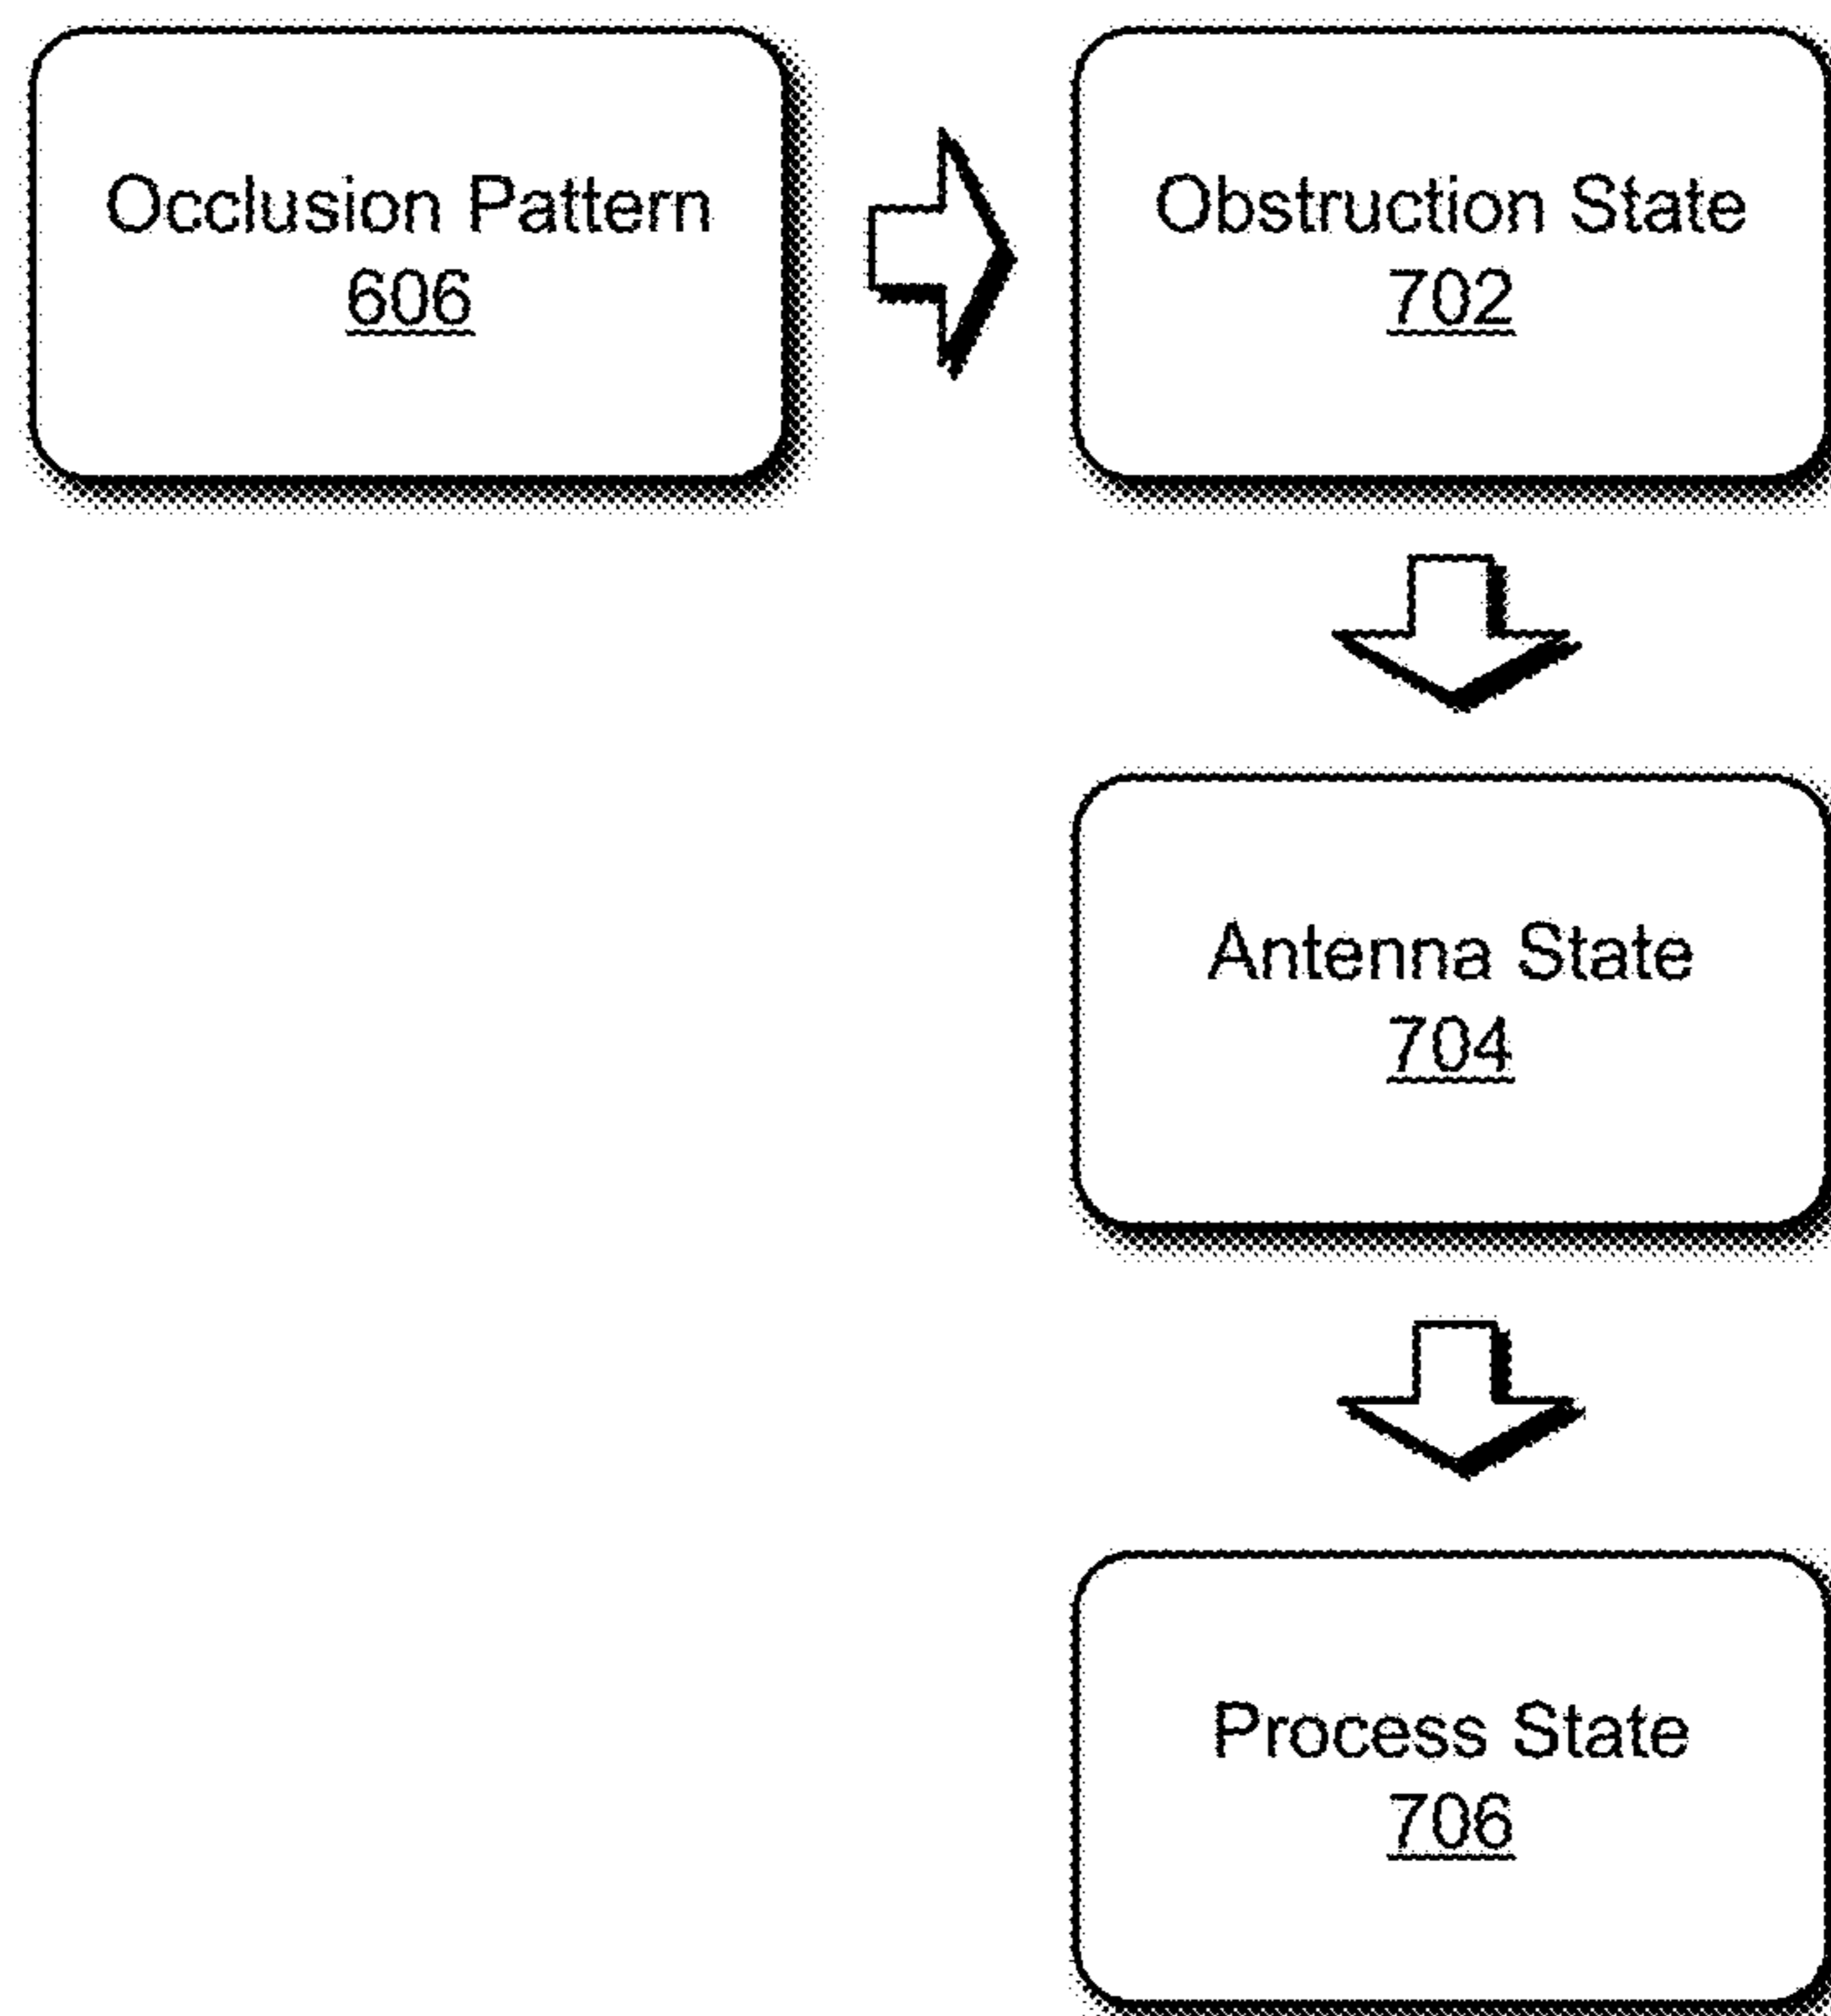 Occlusion Pattern
606
Obstruction State
702
Antenna State
704
Process State
706